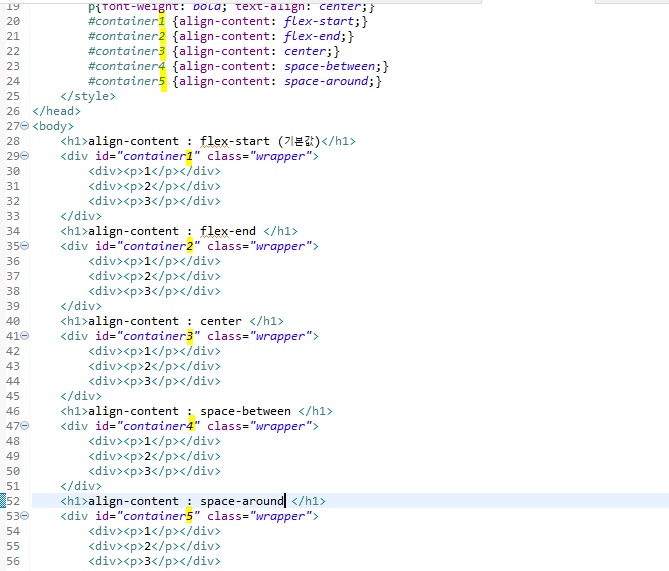 19 p{font-weight: bold; text-align: center;}
20 #container1 {align-content: flex-start;}
21 #container2 {align-content: flex-end;}
22 #container3 {align-content: center;}
23 #container4 {align-content: space-between;}
24 #container5 {align-content: space-around;}
25 </style>
26 </head>
27 <body>
28 <h1>align-content : flex-start (기본값)</h1>
29 <div id="container1" class="wrapper">
30 <div><p>1</p></div>
31 <div><p>2</p></div>
32 <div><p>3</p></div>
33 </div>
34 <h1>align-content : flex-end </h1>
35 <div id="container2" class="wrapper">
36 <div><p>1</p></div>
37 <div><p>2</p></div>
38 <div><p>3</p></div>
39 </div>
40 <h1>align-content : center </h1>
41 <div id="container3" class="wrapper">
42 <div><p>1</p></div>
43 <div><p>2</p></div>
44 <div><p>3</p></div>
45 </div>
46 <h1>align-content : space-between </h1>
47 <div id="container4" class="wrapper">
48 <div><p>1</p></div>
49 <div><p>2</p></div>
50 <div><p>3</p></div>
51 </div>
52 <h1>align-content : space-around </h1>
53 <div id="container5" class="wrapper">
54 <div><p>1</p></div>
55 <div><p>2</p></div>
56 <div><p>3</p></div>